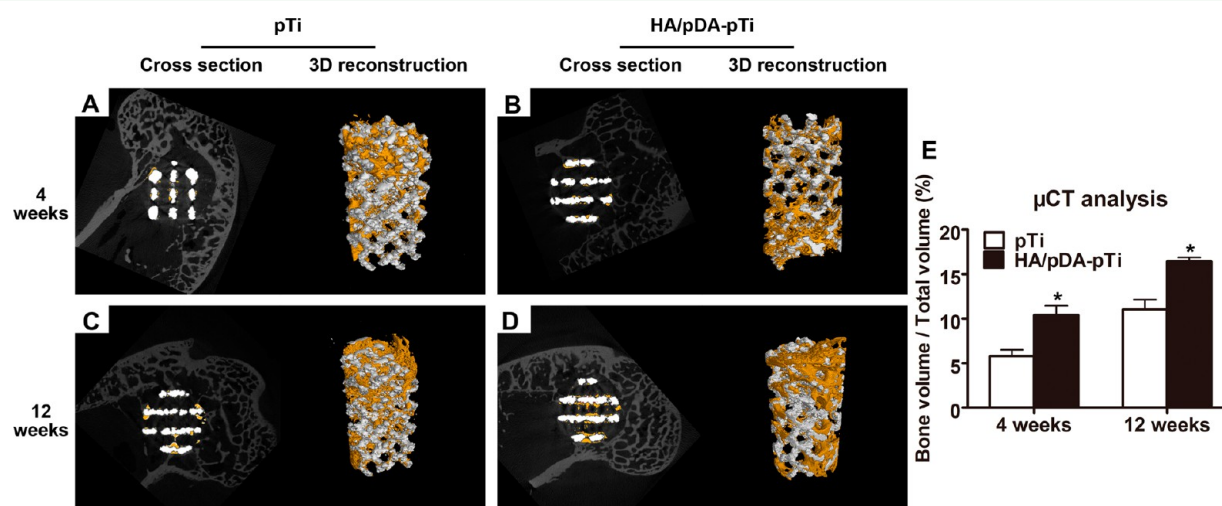 pTi
HA/pDA-pTi
Cross section
3D reconstruction
Cross section
3D reconstruction
A
B
4
weeks
C
D
12
weeks
E
µCT analysis
Bone volume / Total volume (%)
20
15
10
5
0
pTi
HA/pDA-pTi
*
*
4 weeks
12 weeks